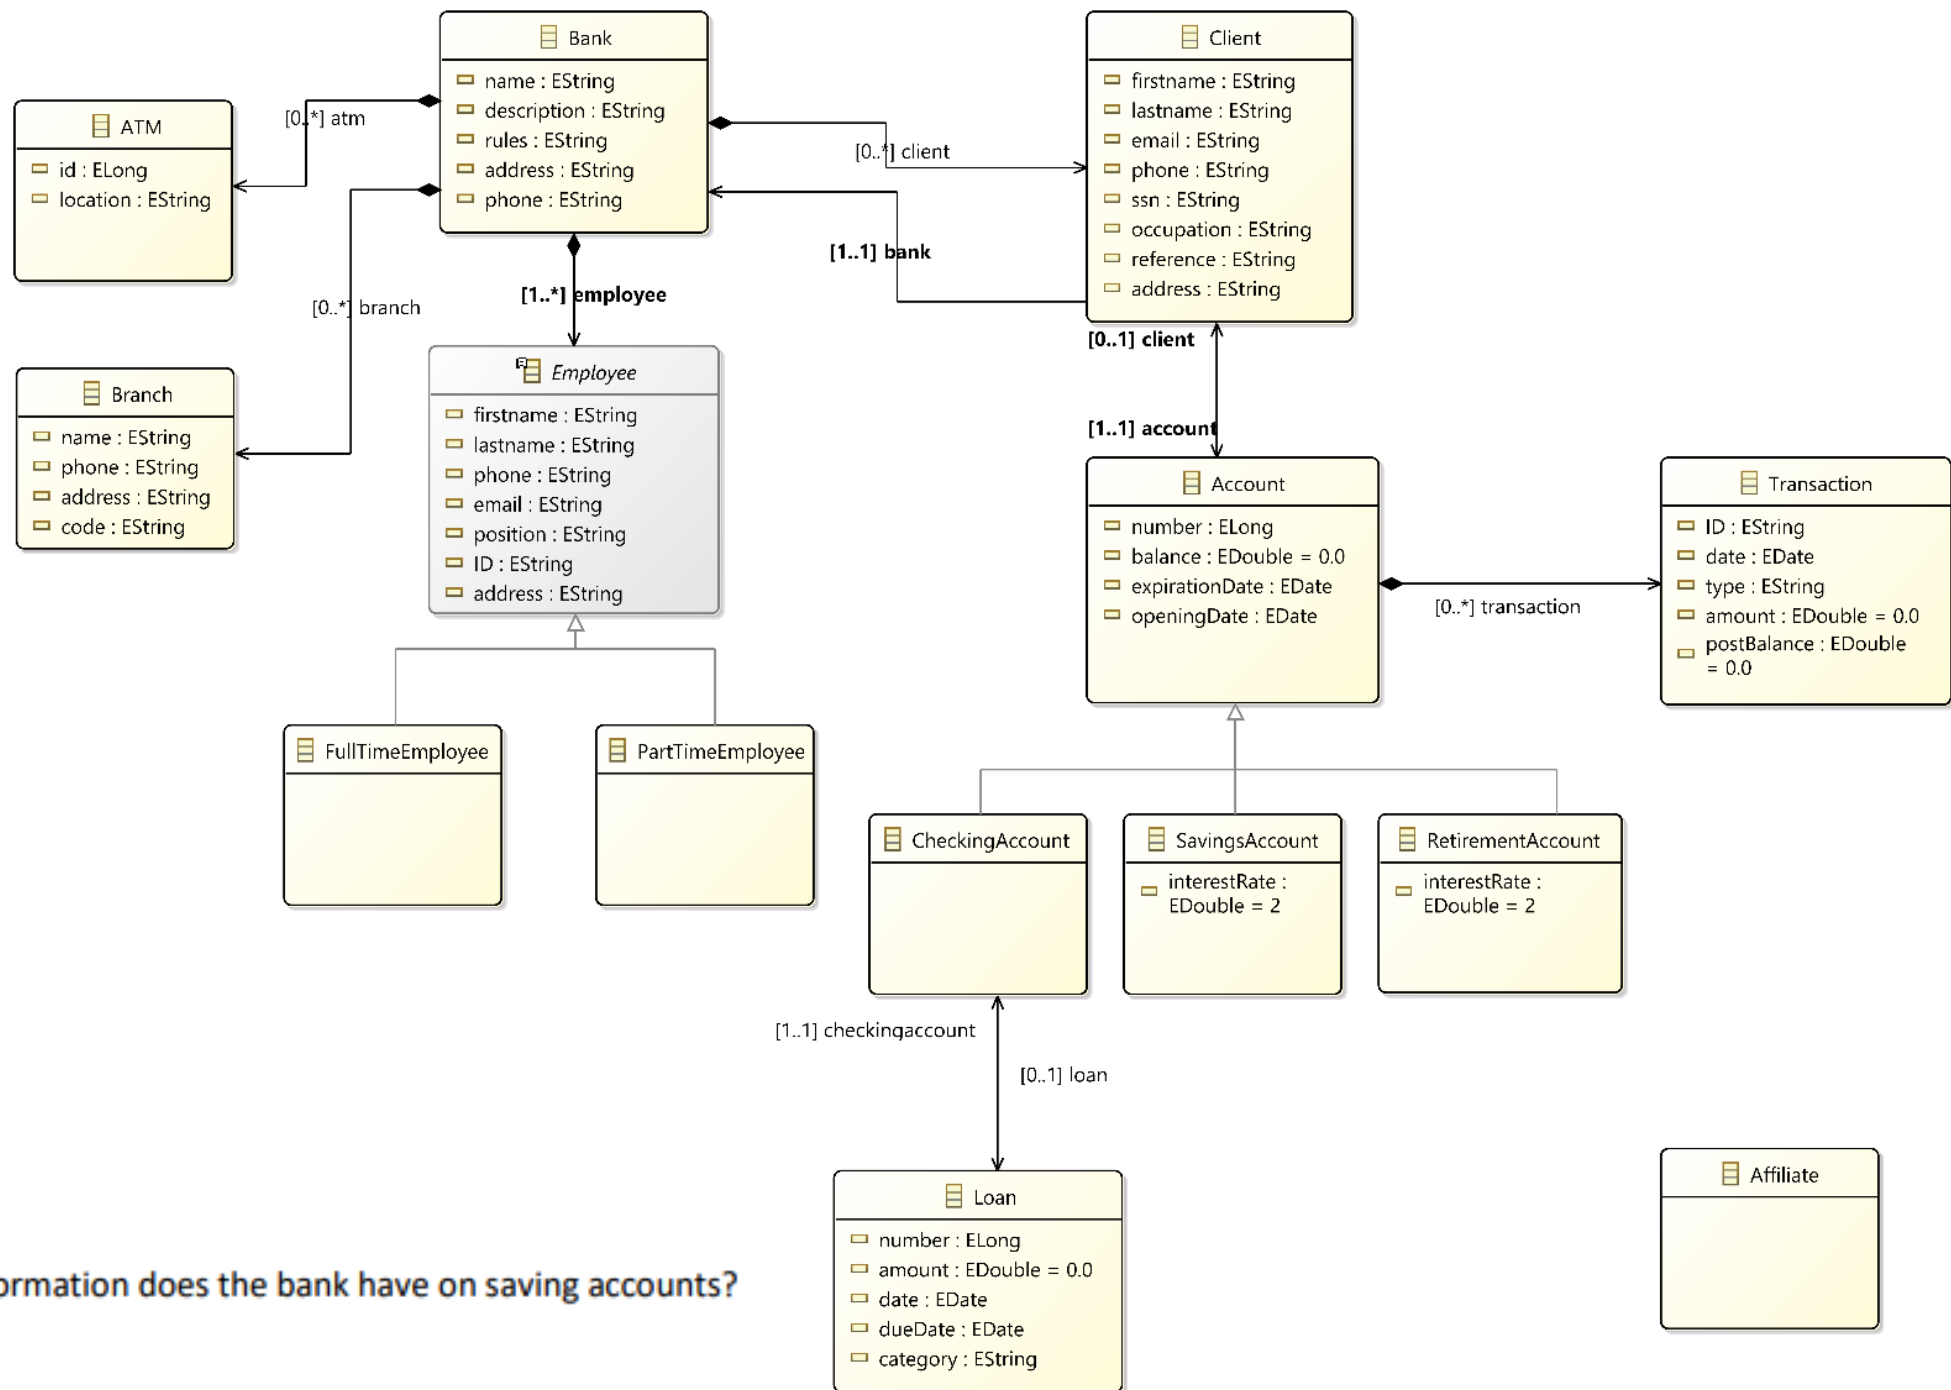 Bank
name : EString
description : EString
rules : EString
address : EString
phone : EString
Client
firstname : EString
lastname : EString
email : EString
phone : EString
ssn : EString
occupation : EString
reference : EString
address : EString
ATM
id : ELong
location : EString
[0..*] atm
[0..*] client
[1..1] bank
[0..*] branch
[1..*] employee
[0..1] client
[1..1] account
Branch
name : EString
phone : EString
address : EString
code : EString
Employee
firstname : EString
lastname : EString
phone : EString
email : EString
position : EString
ID : EString
address : EString
Account
number : ELong
balance : EDouble = 0.0
expirationDate : EDate
openingDate : EDate
[0..*] transaction
Transaction
ID : EString
date : EDate
type : EString
amount : EDouble = 0.0
postBalance : EDouble
= 0.0
FullTimeEmployee
PartTimeEmployee
CheckingAccount
SavingsAccount
interestRate :
EDouble = 2
RetirementAccount
interestRate :
EDouble = 2
[1..1] checkingaccount
[0..1] loan
Loan
number : ELong
amount : EDouble = 0.0
date : EDate
dueDate : EDate
category : EString
Affiliate
ormation does the bank have on saving accounts?